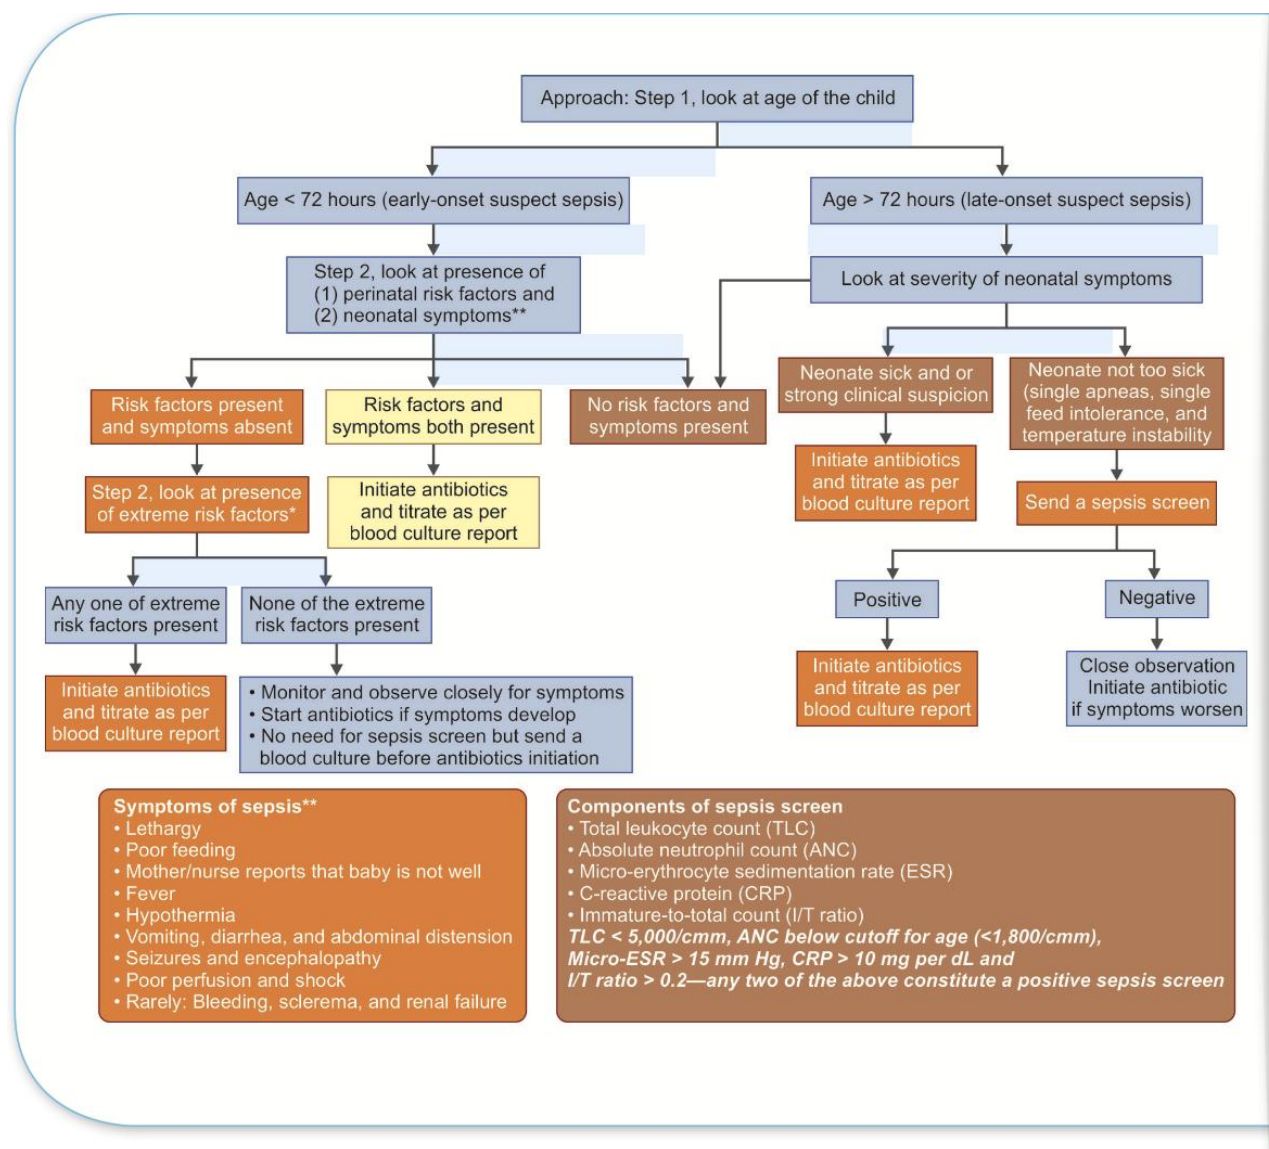 Approach: Step 1, look at age of the child
Age < 72 hours (early-onset suspect sepsis)
Age > 72 hours (late-onset suspect sepsis)
Step 2, look at presence of
(1) perinatal risk factors and
(2) neonatal symptoms**
Look at severity of neonatal symptoms
Risk factors present
and symptoms absent
Risk factors and
symptoms both present
No risk factors and
symptoms present
Neonate sick and or
strong clinical suspicion
Neonate not too sick
(single apneas, single
feed intolerance, and
temperature instability
Step 2, look at presence
of extreme risk factors*
Initiate antibiotics
and titrate as per
blood culture report
Initiate antibiotics
and titrate as per
blood culture report
Send a sepsis screen
Any one of extreme
risk factors present
None of the extreme
risk factors present
Positive
Negative
Initiate antibiotics
and titrate as per
blood culture report
• Monitor and observe closely for symptoms
• Start antibiotics if symptoms develop
• No need for sepsis screen but send a
blood culture before antibiotics initiation
Initiate antibiotics
and titrate as per
blood culture report
Close observation
Initiate antibiotic
if symptoms worsen
Symptoms of sepsis**
• Lethargy
• Poor feeding
• Mother/nurse reports that baby is not well
• Fever
• Hypothermia
• Vomiting, diarrhea, and abdominal distension
• Seizures and encephalopathy
• Poor perfusion and shock
• Rarely: Bleeding, sclerema, and renal failure
Components of sepsis screen
• Total leukocyte count (TLC)
• Absolute neutrophil count (ANC)
• Micro-erythrocyte sedimentation rate (ESR)
• C-reactive protein (CRP)
• Immature-to-total count (I/T ratio)
TLC < 5,000/cmm, ANC below cutoff for age (<1,800/cmm),
Micro-ESR > 15 mm Hg, CRP > 10 mg per dL and
I/T ratio > 0.2—any two of the above constitute a positive sepsis screen